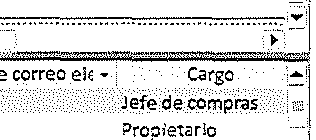 e correo ele Cargo
Jefe de compras
Propietario